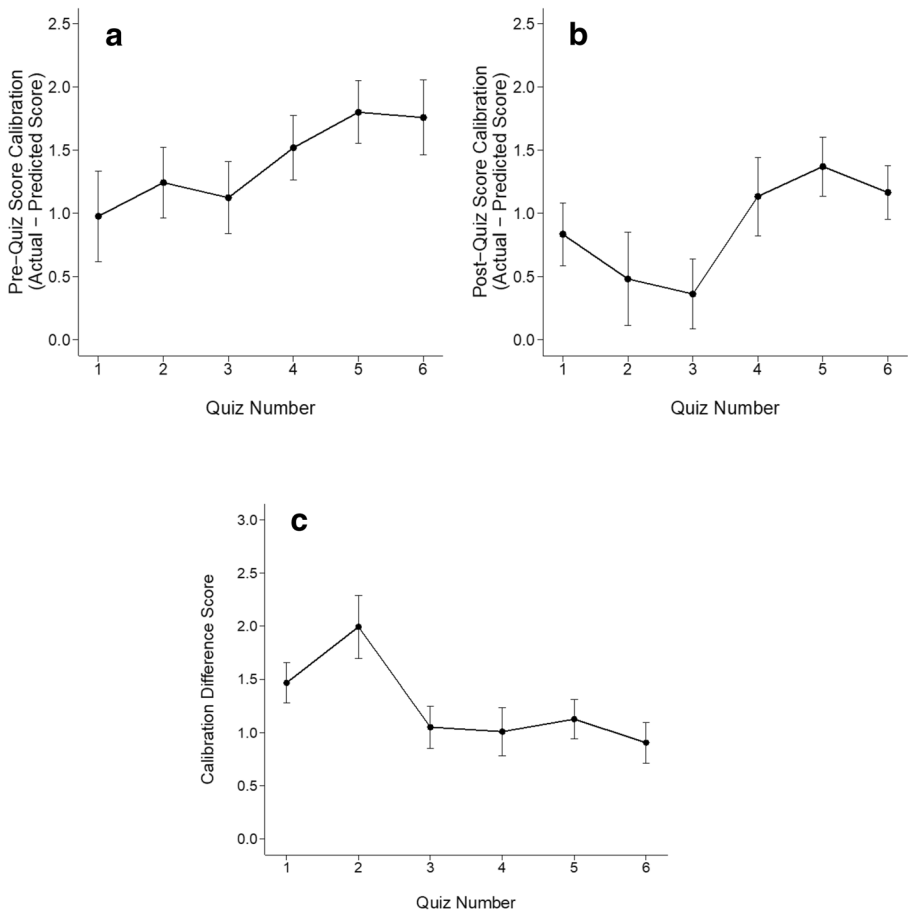 a
Pre−Quiz Score Calibration
(Actual − Predicted Score)
2.5
2.0
1.5
1.0
0.5
0.0
1 2 3 4 5 6
Quiz Number
b
Post−Quiz Score Calibration
(Actual − Predicted Score)
2.5
2.0
1.5
1.0
0.5
0.0
1 2 3 4 5 6
Quiz Number
c
Calibration Difference Score
3.0
2.5
2.0
1.5
1.0
0.5
0.0
1 2 3 4 5 6
Quiz Number